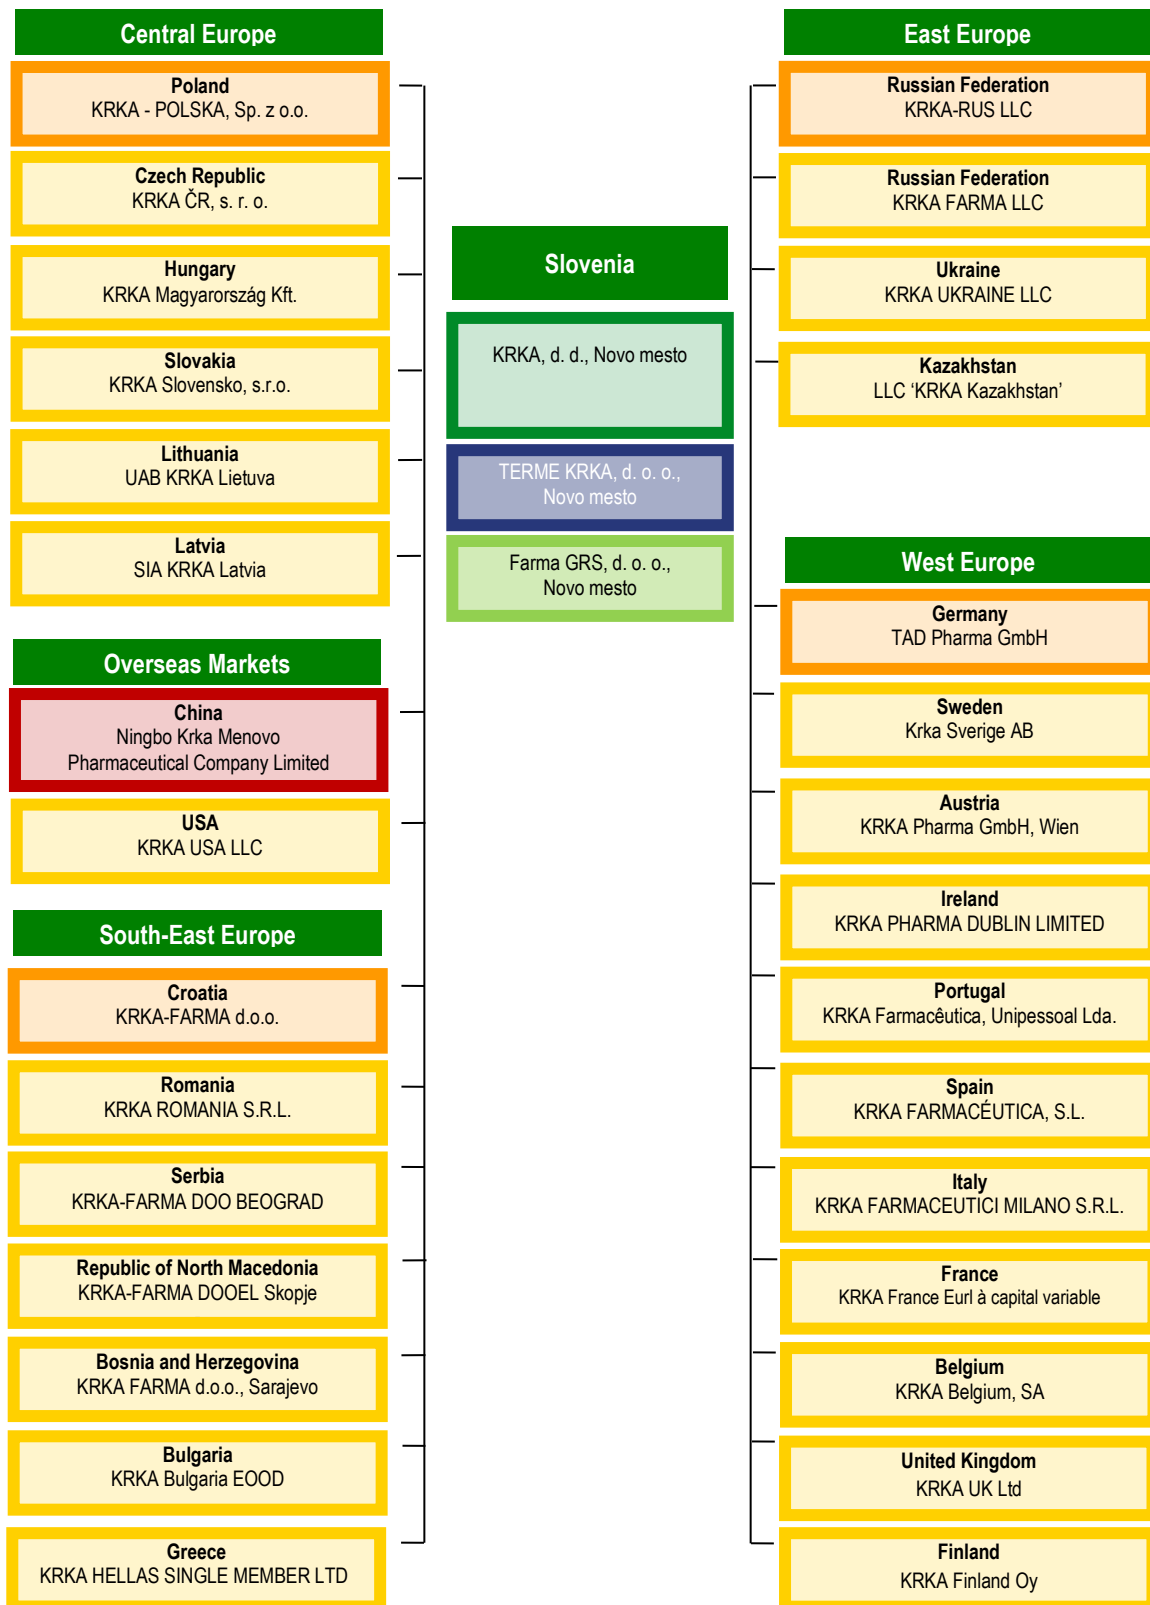 Central Europe
Poland
KRKA - POLSKA, Sp. z o.o.
Czech Republic
KRKA ČR, s. r. o.
Hungary
KRKA Magyarország Kft.
Slovakia
KRKA Slovensko, s.r.o.
Lithuania
UAB KRKA Lietuva
Latvia
SIA KRKA Latvia
Overseas Markets
China
Ningbo Krka Menovo
Pharmaceutical Company Limited
USA
KRKA USA LLC
South-East Europe
Croatia
KRKA-FARMA d.o.o.
Romania
KRKA ROMANIA S.R.L.
Serbia
KRKA-FARMA DOO BEOGRAD
Republic of North Macedonia
KRKA-FARMA DOOEL Skopje
Bosnia and Herzegovina
KRKA FARMA d.o.o., Sarajevo
Bulgaria
KRKA Bulgaria EOOD
Greece
KRKA HELLAS SINGLE MEMBER LTD
Slovenia
KRKA, d. d., Novo mesto
TERME KRKA, d. o. o.,
Novo mesto
Farma GRS, d. o. o.,
Novo mesto
East Europe
Russian Federation
KRKA-RUS LLC
Russian Federation
KRKA FARMA LLC
Ukraine
KRKA UKRAINE LLC
Kazakhstan
LLC ‘KRKA Kazakhstan’
West Europe
Germany
TAD Pharma GmbH
Sweden
Krka Sverige AB
Austria
KRKA Pharma GmbH, Wien
Ireland
KRKA PHARMA DUBLIN LIMITED
Portugal
KRKA Farmacêutica, Unipessoal Lda.
Spain
KRKA FARMACÉUTICA, S.L.
Italy
KRKA FARMACEUTICI MILANO S.R.L.
France
KRKA France Eurl à capital variable
Belgium
KRKA Belgium, SA
United Kingdom
KRKA UK Ltd
Finland
KRKA Finland Oy